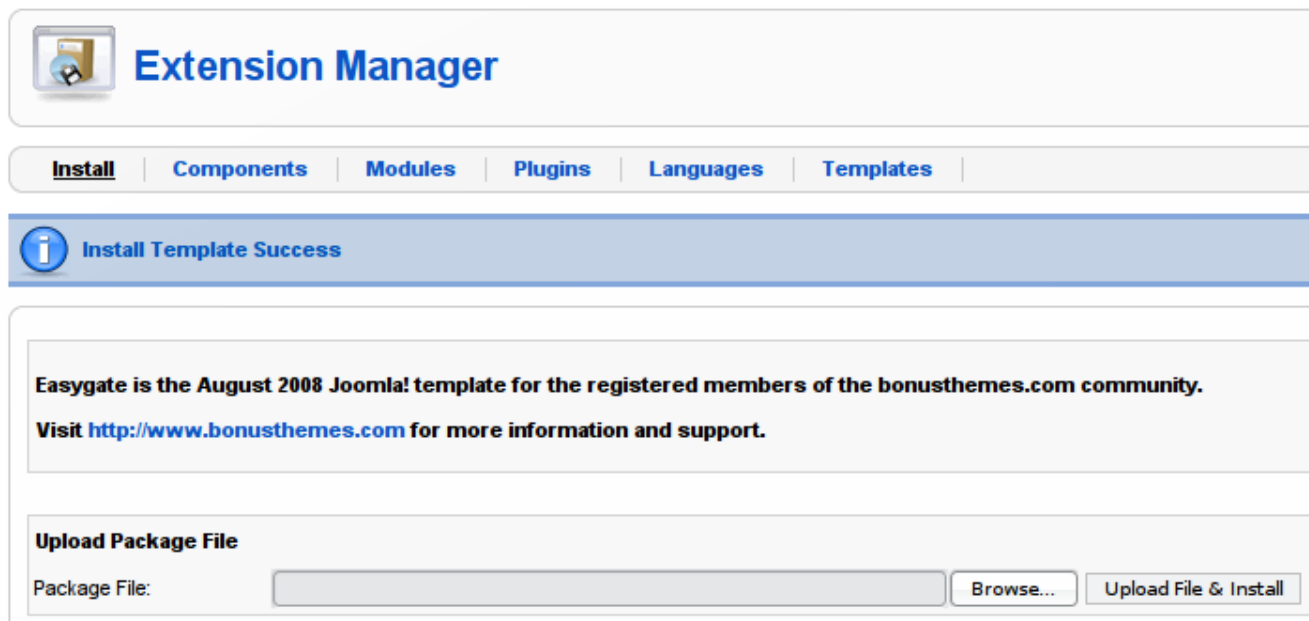 Extension Manager
Install Components Modules Plugins Languages Templates
Install Template Success
Easygate is the August 2008 Joomla! template for the registered members of the bonusthemes.com community.
Visit http://www.bonusthemes.com for more information and support.
Upload Package File
Package File: Browse... Upload File & Install